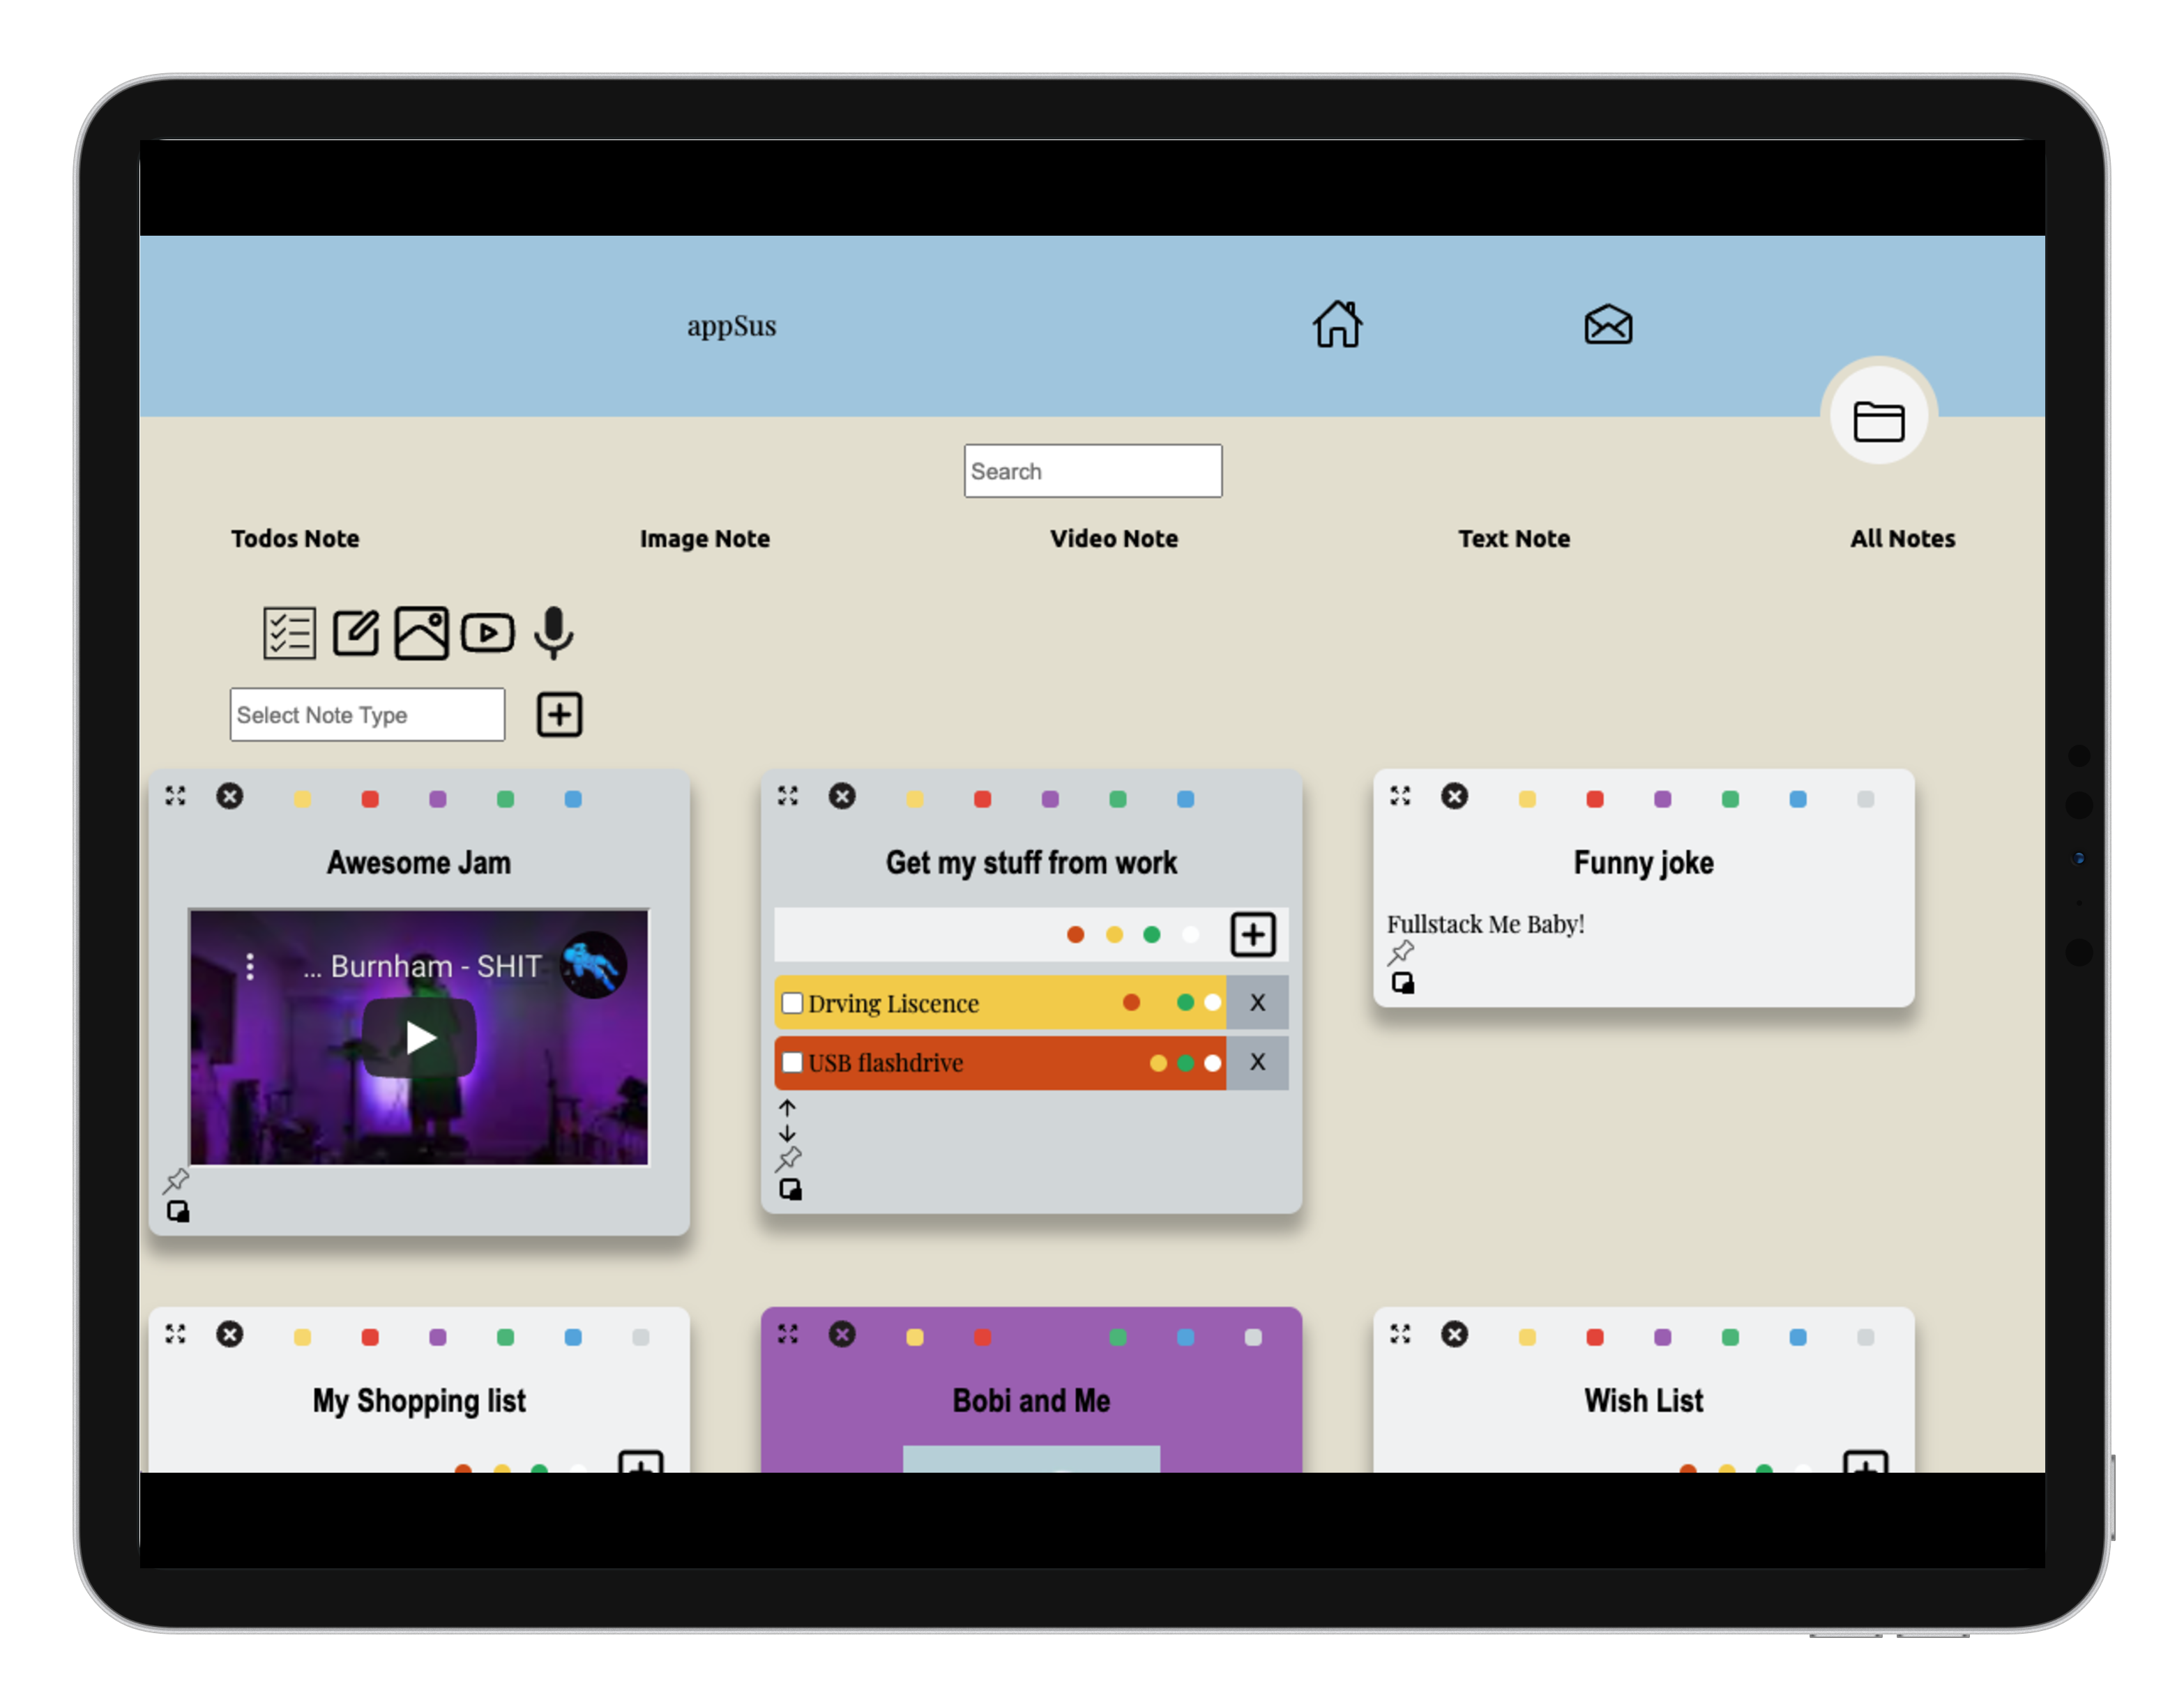 appSus
Search
Todos Note
Image Note
Video Note
Text Note
All Notes
Select Note Type
Awesome Jam
... Burnham - SHIT
Get my stuff from work
Drving Liscence
X
USB flashdrive
X
Funny joke
Fullstack Me Baby!
My Shopping list
Bobi and Me
Wish List